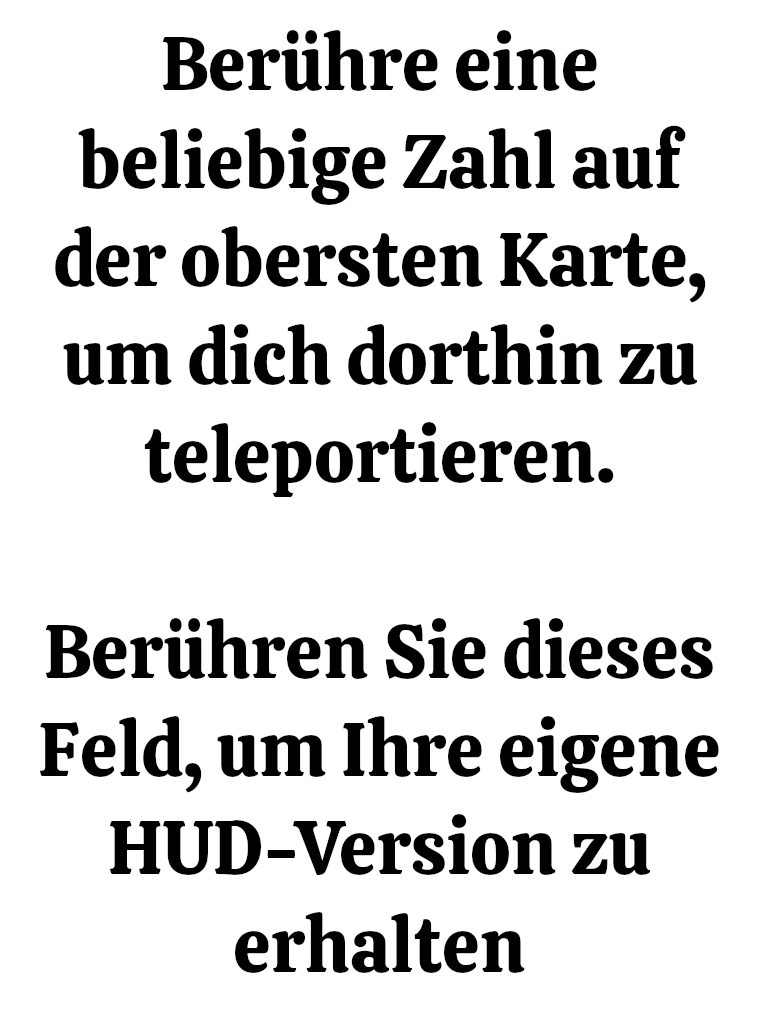 Berühre eine
beliebige Zahl auf
der obersten Karte,
um dich dorthin zu
teleportieren.
Berühren Sie dieses
Feld, um Ihre eigene
HUD-Version zu
erhalten